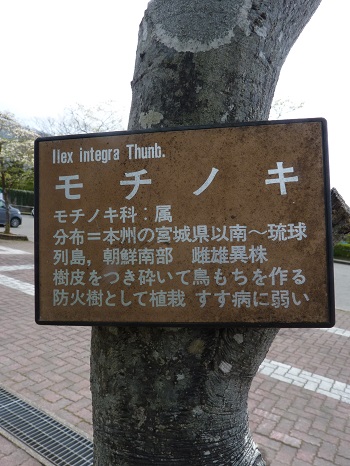 Ilex integra Thunb.
モチノキ
モチノキ科：属
分布＝本州の宮城県以南～琉球
列島，朝鮮南部　雌雄異株
樹皮をつき砕いて鳥もちを作る
防火樹として植栽　すす病に弱い